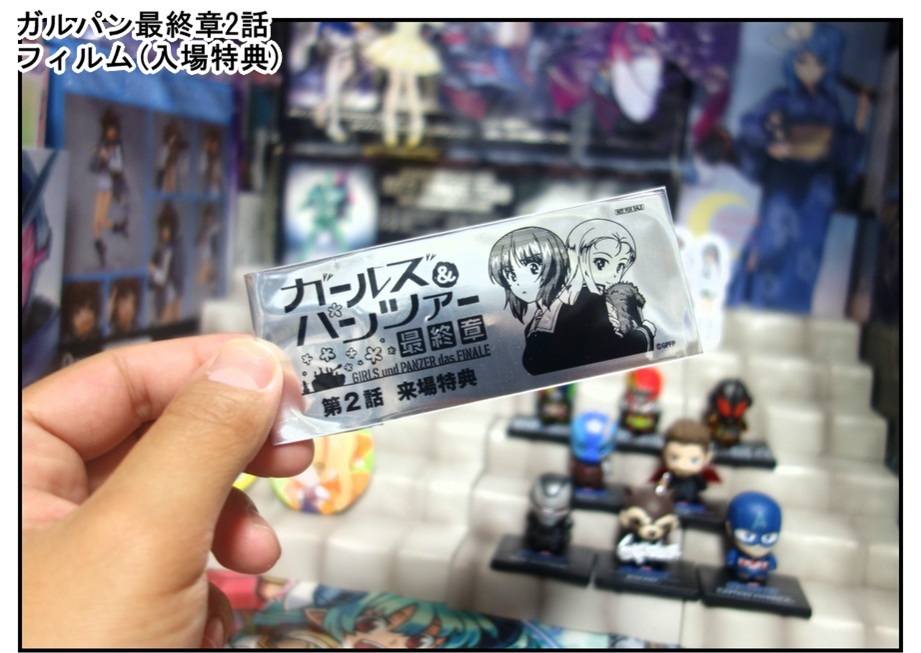 ガルパン最終章2話
フィルム(入場特典)
NOT FOR SALE
ガールズ&
パンツァー
最終章
GIRLS und PANZER das FINALE
第2話 来場特典
©GPFP